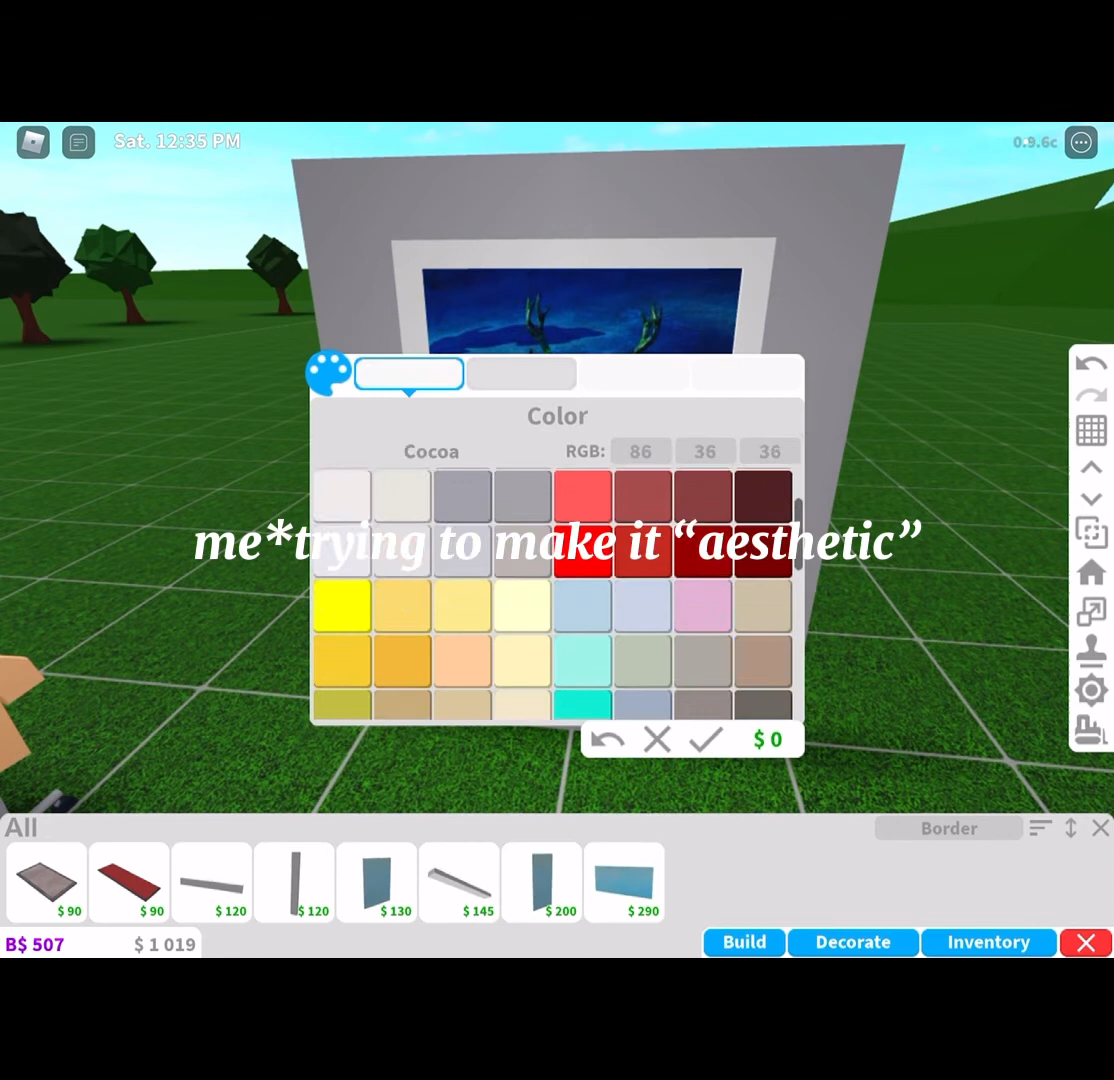 Sat. 12:35 PM
0.9.6c
Color
Cocoa
RGB: 86 36 36
me*trying to make it “aesthetic”
$ 0
All
Border
$ 90
$ 90
$ 120
$ 120
$ 130
$ 145
$ 200
$ 290
B$ 507
$ 1 019
Build
Decorate
Inventory